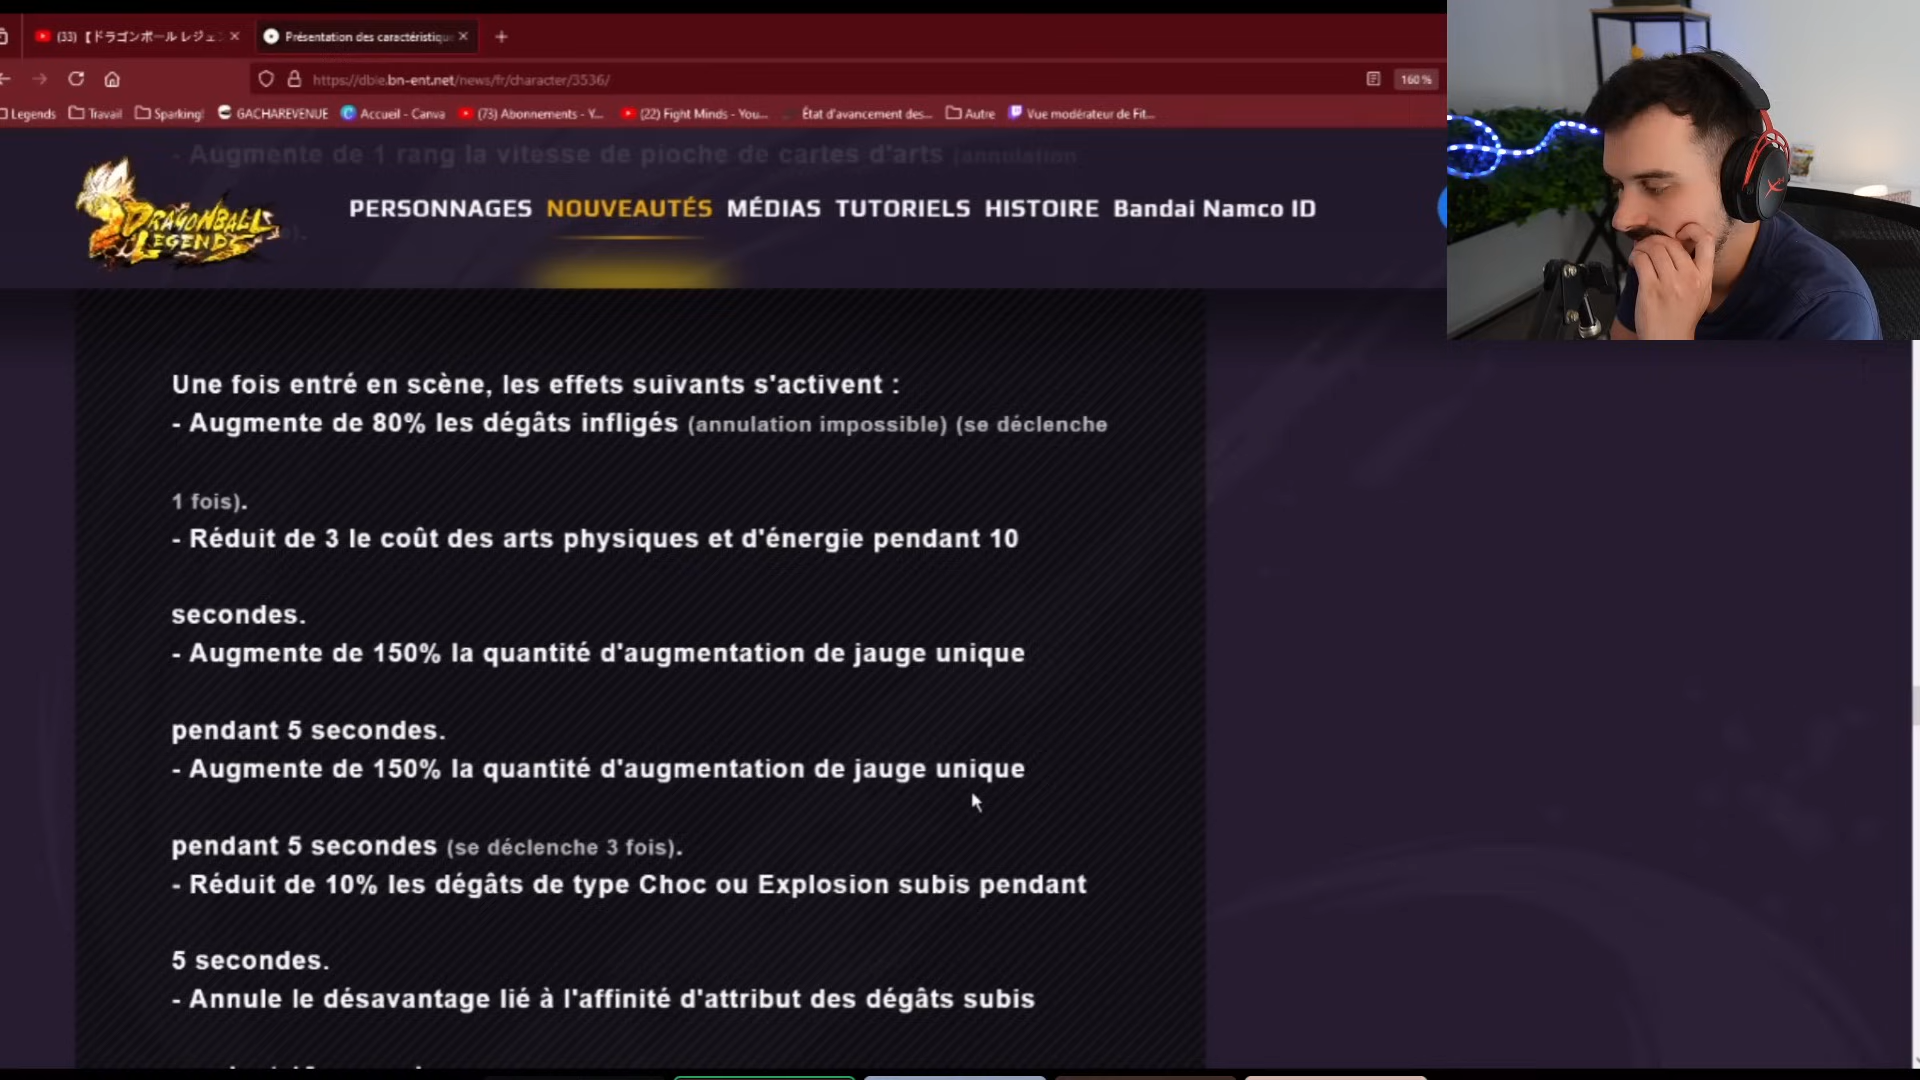 (33) 【ドラゴンボール レジェ
Présentation des caractéristique
https://dble.bn-ent.net/news/fr/character/3536/
160 %
Legends
Travail
Sparking!
GACHAREVENUE
Accueil - Canva
(73) Abonnements - Y...
(22) Fight Minds - You...
État d'avancement des...
Autre
Vue modérateur de Fit...
- Augmente de 1 rang la vitesse de pioche de cartes d'arts (annulation
DRAGONBALL
LEGENDS
PERSONNAGES
NOUVEAUTÉS
MÉDIAS
TUTORIELS
HISTOIRE
Bandai Namco ID
Une fois entré en scène, les effets suivants s'activent :
- Augmente de 80% les dégâts infligés (annulation impossible) (se déclenche
1 fois).
- Réduit de 3 le coût des arts physiques et d'énergie pendant 10
secondes.
- Augmente de 150% la quantité d'augmentation de jauge unique
pendant 5 secondes.
- Augmente de 150% la quantité d'augmentation de jauge unique
pendant 5 secondes (se déclenche 3 fois).
- Réduit de 10% les dégâts de type Choc ou Explosion subis pendant
5 secondes.
- Annule le désavantage lié à l'affinité d'attribut des dégâts subis